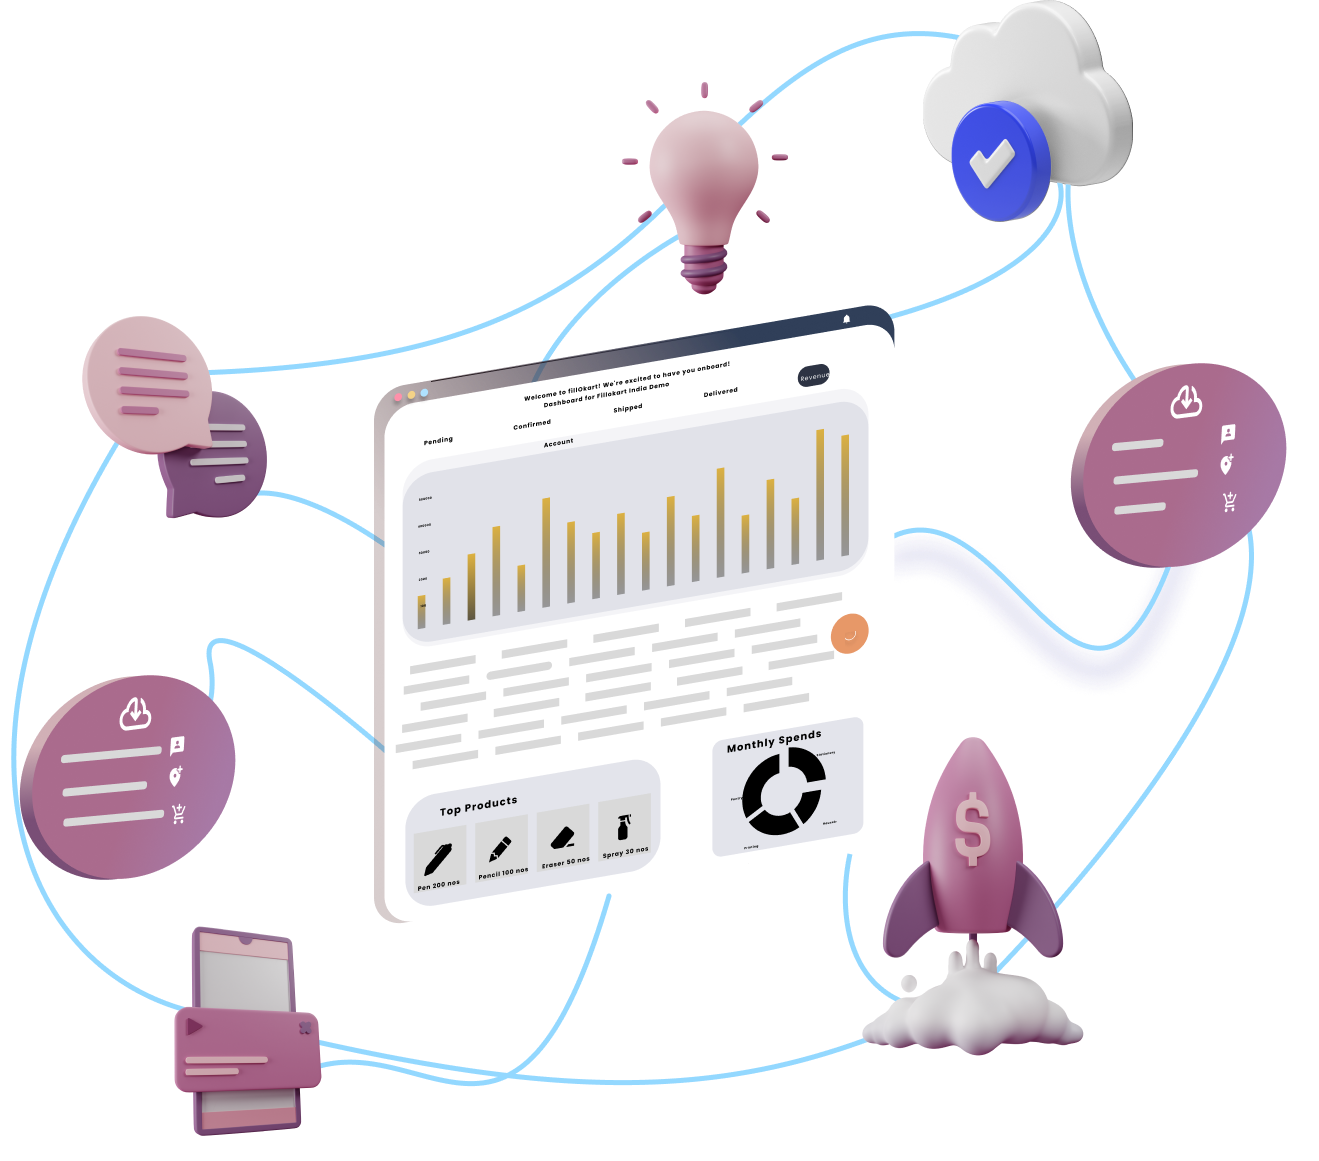 Welcome to fillOkart! We're excited to have you onboard!
Dashboard for Fillokart India Demo
Revenue
Pending
Confirmed
Shipped
Delivered
Account
Top Products
Pen 200 nos
Pencil 100 nos
Eraser 50 nos
Spray 30 nos
Monthly Spends
Printing
$